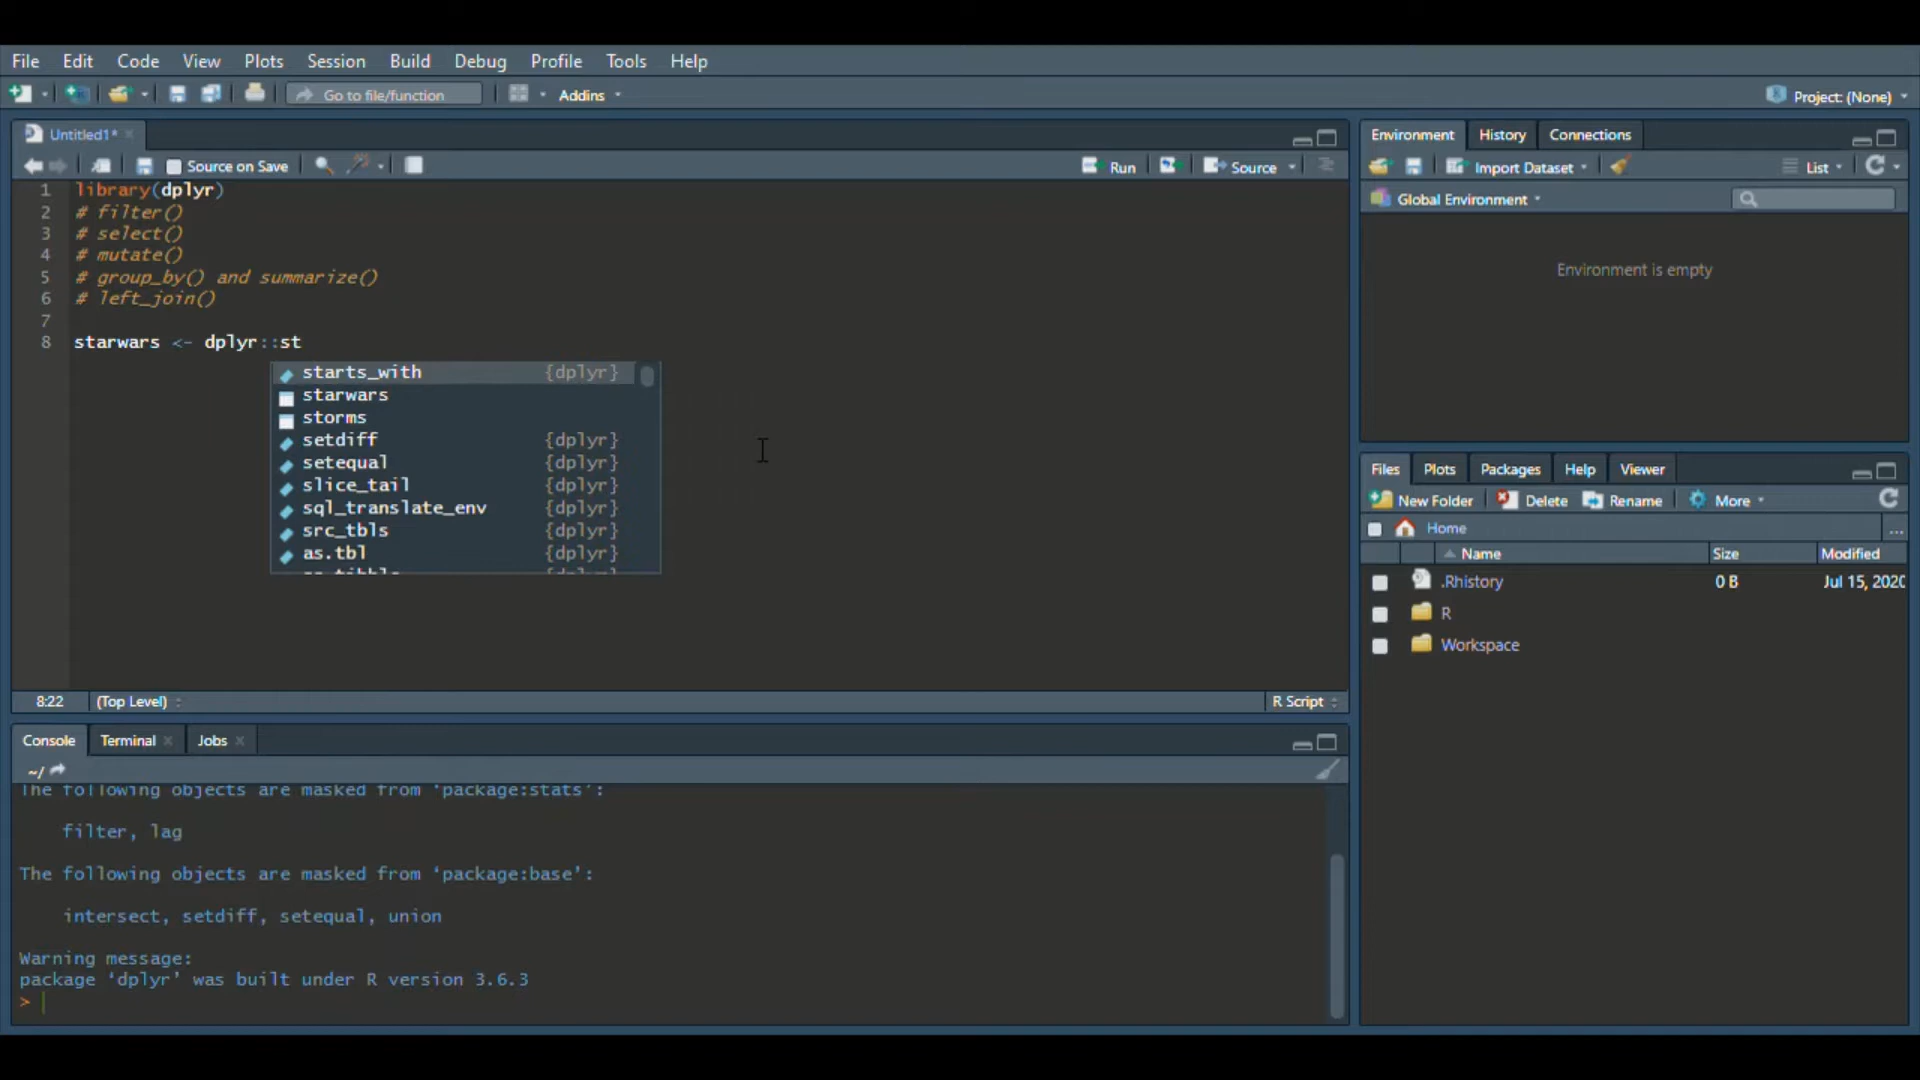 File Edit Code View Plots Session Build Debug Profile Tools Help
Go to file/function Addins Project: (None)
Untitled1*
Source on Save Run Source
1 library(dplyr)
2 # filter()
3 # select()
4 # mutate()
5 # group_by() and summarize()
6 # left_join()
7
8 starwars <- dplyr::st
starts_with {dplyr}
starwars
storms
setdiff {dplyr}
setequal {dplyr}
slice_tail {dplyr}
sql_translate_env {dplyr}
src_tbls {dplyr}
as.tbl {dplyr}
8:22 (Top Level) R Script
Console Terminal Jobs
~/
The following objects are masked from ‘package:stats’:
filter, lag
The following objects are masked from ‘package:base’:
intersect, setdiff, setequal, union
Warning message:
package ‘dplyr’ was built under R version 3.6.3
>
Environment History Connections
Import Dataset List
Global Environment
Environment is empty
Files Plots Packages Help Viewer
New Folder Delete Rename More
Home ...
Name Size Modified
.Rhistory 0 B Jul 15, 2020
R
Workspace